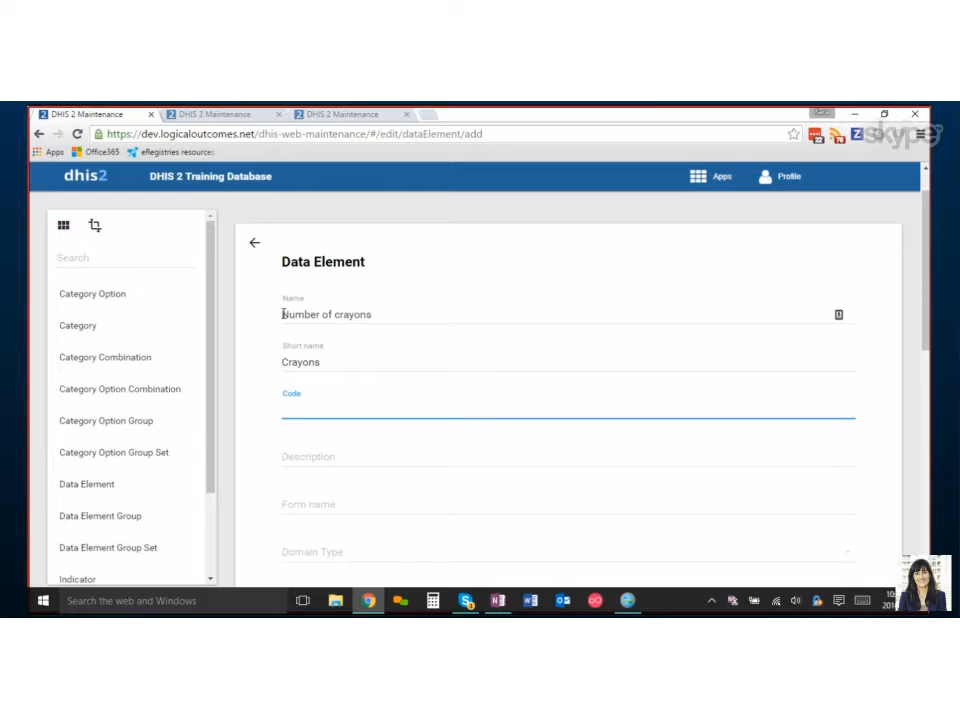 DHIS 2 Maintenance
DHIS 2 Maintenance
DHIS 2 Maintenance
https://dev.logicaloutcomes.net/dhis-web-maintenance/#/edit/dataElement/add
skype
Apps
Office365
eRegistries resources
dhis2
DHIS 2 Training Database
Apps
Profile
Search
Category Option
Category
Category Combination
Category Option Combination
Category Option Group
Category Option Group Set
Data Element
Data Element Group
Data Element Group Set
Indicator
Data Element
Name
Number of crayons
Short name
Crayons
Code
Description
Form name
Domain Type
Search the web and Windows